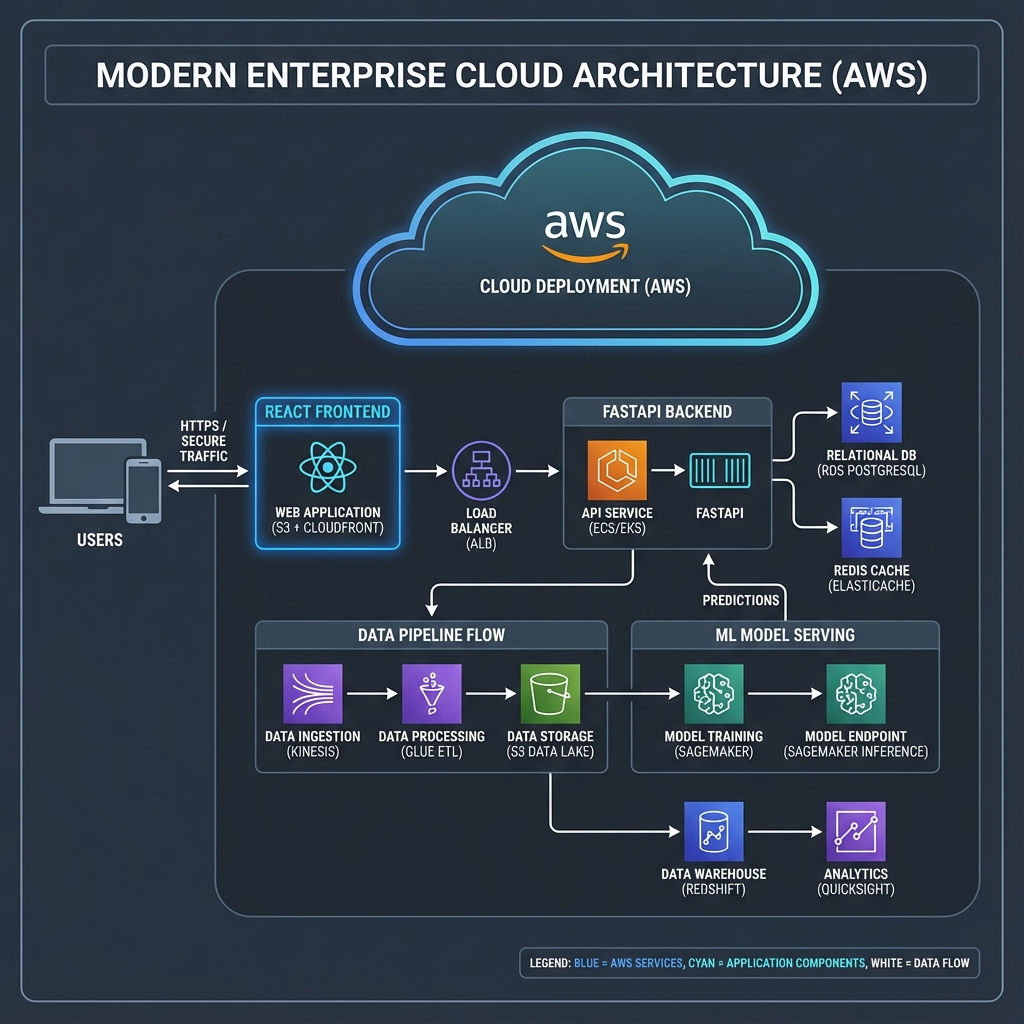 MODERN ENTERPRISE CLOUD ARCHITECTURE (AWS)
aws
CLOUD DEPLOYMENT (AWS)
HTTPS /
SECURE
TRAFFIC
USERS
REACT FRONTEND
WEB APPLICATION
(S3 + CLOUDFRONT)
LOAD
BALANCER
(ALB)
FASTAPI BACKEND
API SERVICE
(ECS/EKS)
FASTAPI
RELATIONAL DB
(RDS POSTGRESQL)
REDIS CACHE
(ELASTICACHE)
PREDICTIONS
DATA PIPELINE FLOW
DATA INGESTION
(KINESIS)
DATA PROCESSING
(GLUE ETL)
DATA STORAGE
(S3 DATA LAKE)
ML MODEL SERVING
MODEL TRAINING
(SAGEMAKER)
MODEL ENDPOINT
(SAGEMAKER INFERENCE)
DATA WAREHOUSE
(REDSHIFT)
ANALYTICS
(QUICKSIGHT)
LEGEND: BLUE = AWS SERVICES, CYAN = APPLICATION COMPONENTS, WHITE = DATA FLOW